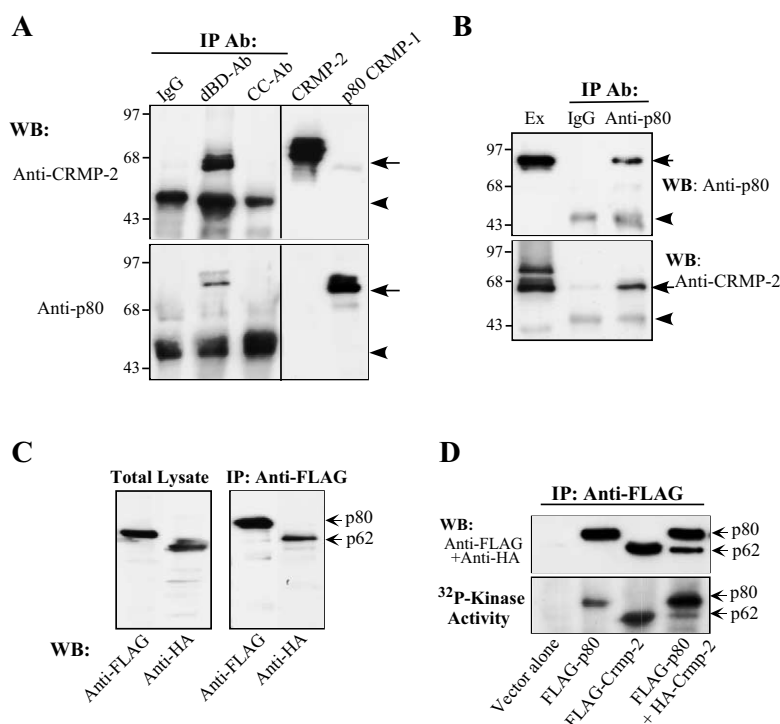 A
IP Ab:
IgG
dBD-Ab
CC-Ab
CRMP-2
p80 CRMP-1
WB:
Anti-CRMP-2
97
68
43
Anti-p80
97
68
43
B
IP Ab:
Ex
IgG
Anti-p80
97
68
43
WB: Anti-p80
97
68
43
WB:
Anti-CRMP-2
C
Total Lysate
IP: Anti-FLAG
p80
p62
WB:
Anti-FLAG
Anti-HA
Anti-FLAG
Anti-HA
D
IP: Anti-FLAG
WB:
Anti-FLAG
+Anti-HA
p80
p62
32P-Kinase
Activity
p80
p62
Vector alone
FLAG-p80
FLAG-Crmp-2
FLAG-p80
+ HA-Crmp-2